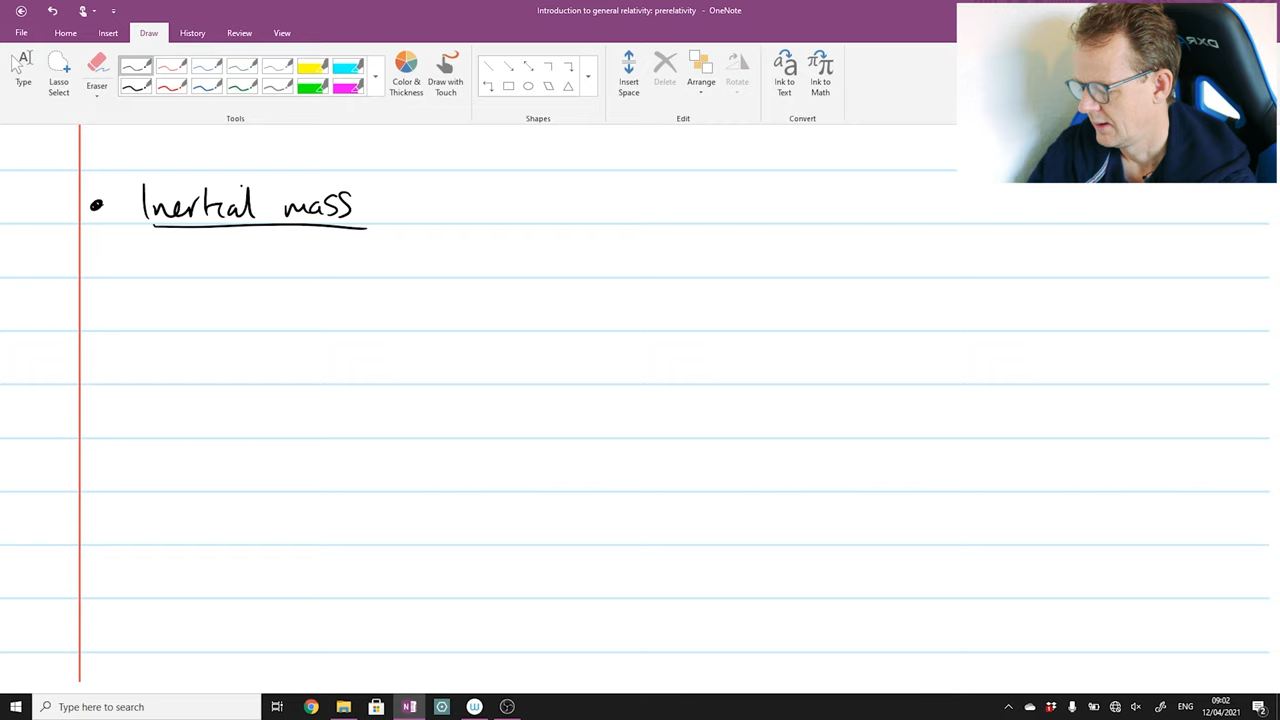 Introduction to general relativity: prerelativity - OneNote
File Home Insert Draw History Review View
Type
Lasso Select
Eraser
Color & Thickness
Draw with Touch
Insert Space
Delete
Arrange
Rotate
Ink to Text
Ink to Math
Tools
Shapes
Edit
Convert
DXRACER
• Inertial mass
Type here to search
ENG
09:02
12/04/2021
2